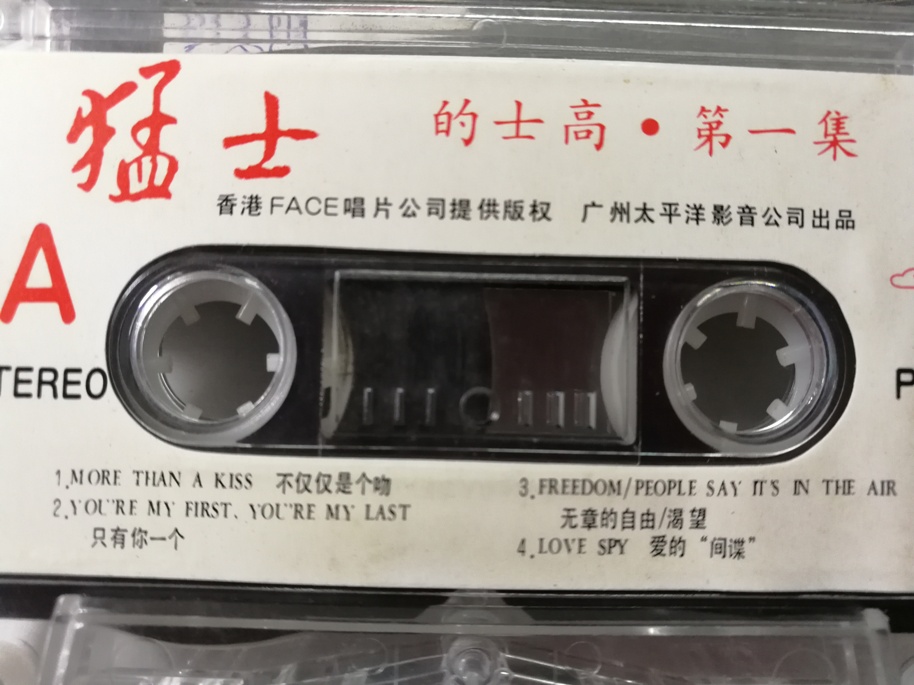 猛士 的士高·第一集
香港FACE唱片公司提供版权 广州太平洋影音公司出品
A
TEREO
P
1.MORE THAN A KISS 不仅仅是个吻
2.YOU'RE MY FIRST、YOU'RE MY LAST
只有你一个
3.FREEDOM/PEOPLE SAY IT'S IN THE AIR
无章的自由/渴望
4.LOVE SPY 爱的“间谍”